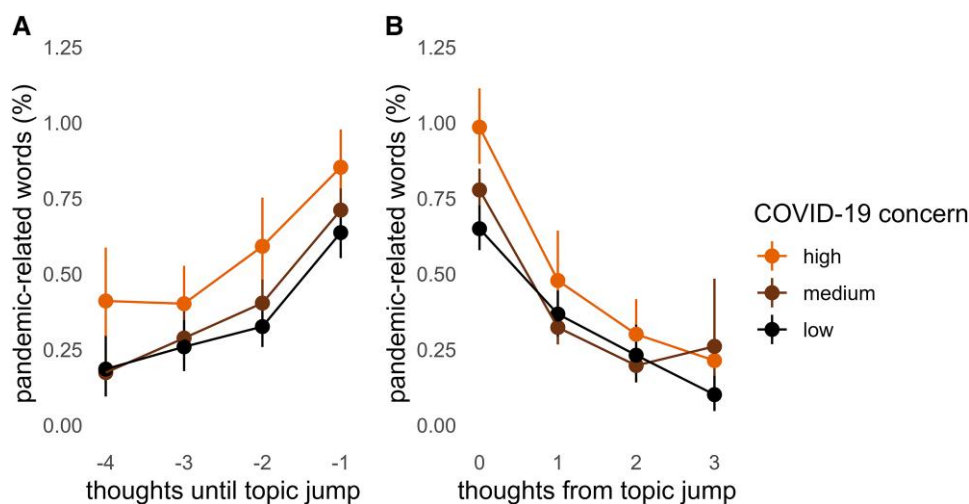 A
B
pandemic-related words (%)
1.25
1.00
0.75
0.50
0.25
0.00
-4 -3 -2 -1
thoughts until topic jump
pandemic-related words (%)
1.25
1.00
0.75
0.50
0.25
0.00
0 1 2 3
thoughts from topic jump
COVID-19 concern
high
medium
low